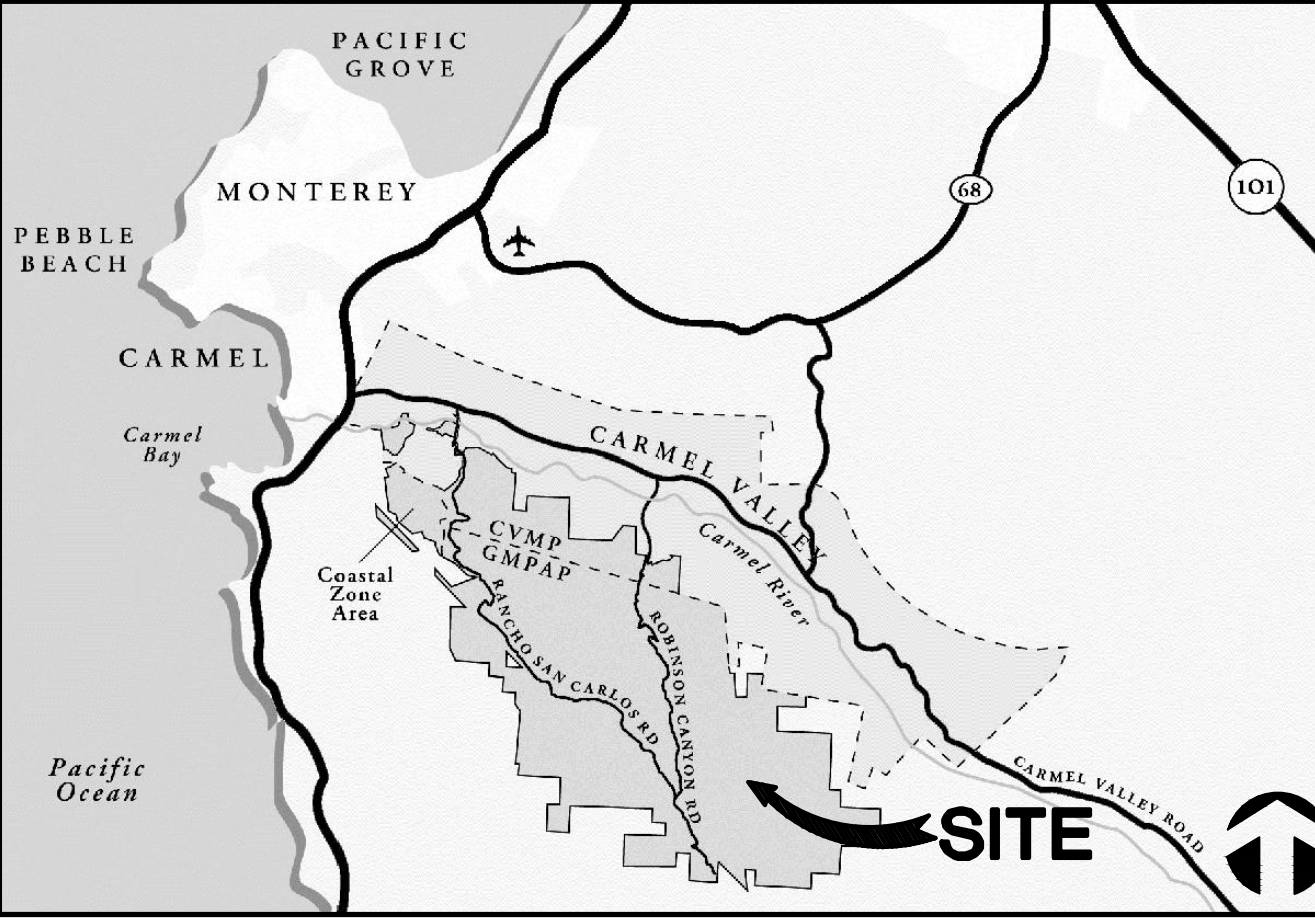 PACIFIC
GROVE
MONTEREY
68
101
PEBBLE
BEACH
CARMEL
Carmel
Bay
CARMEL VALLEY
Carmel River
CVMP
GMPAP
Coastal
Zone
Area
RANCHO SAN CARLOS RD
ROBINSON CANYON RD
Pacific
Ocean
CARMEL VALLEY ROAD
SITE